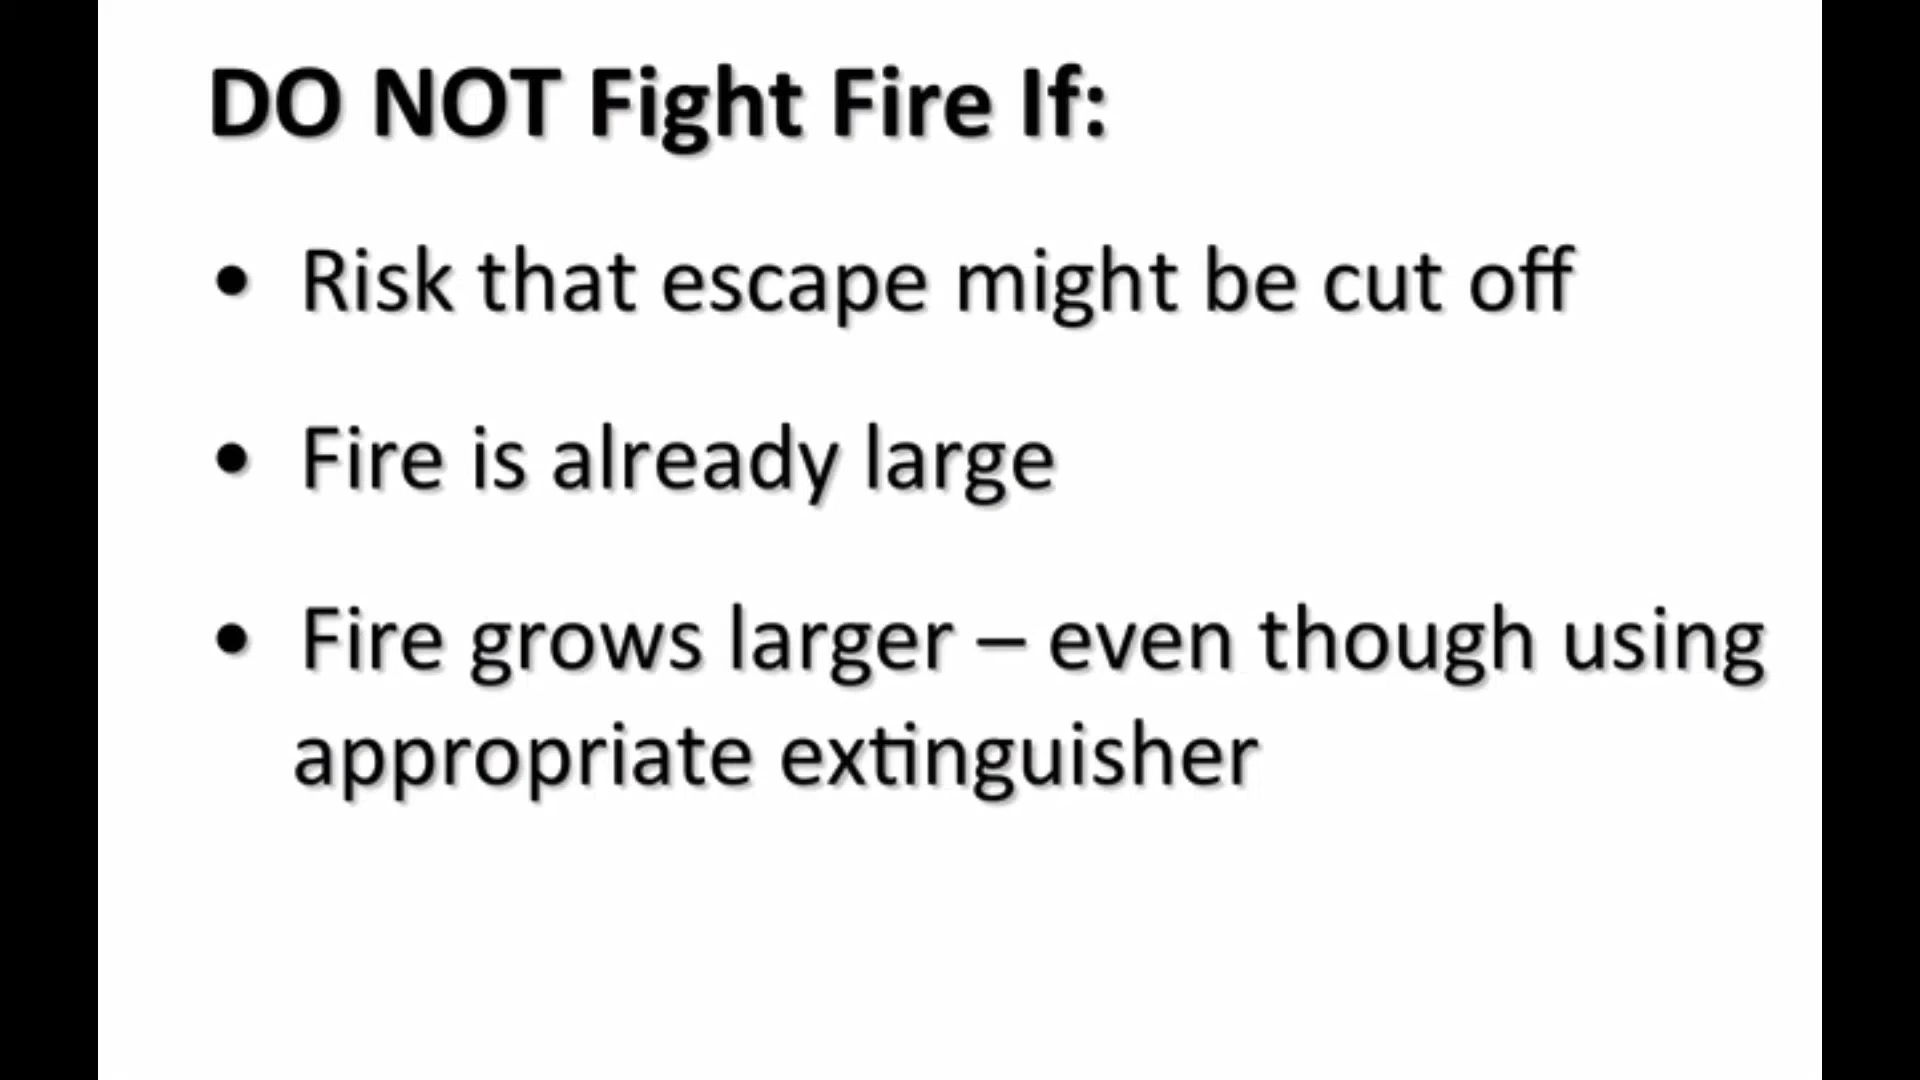 DO NOT Fight Fire If:
• Risk that escape might be cut off
• Fire is already large
• Fire grows larger – even though using
appropriate extinguisher